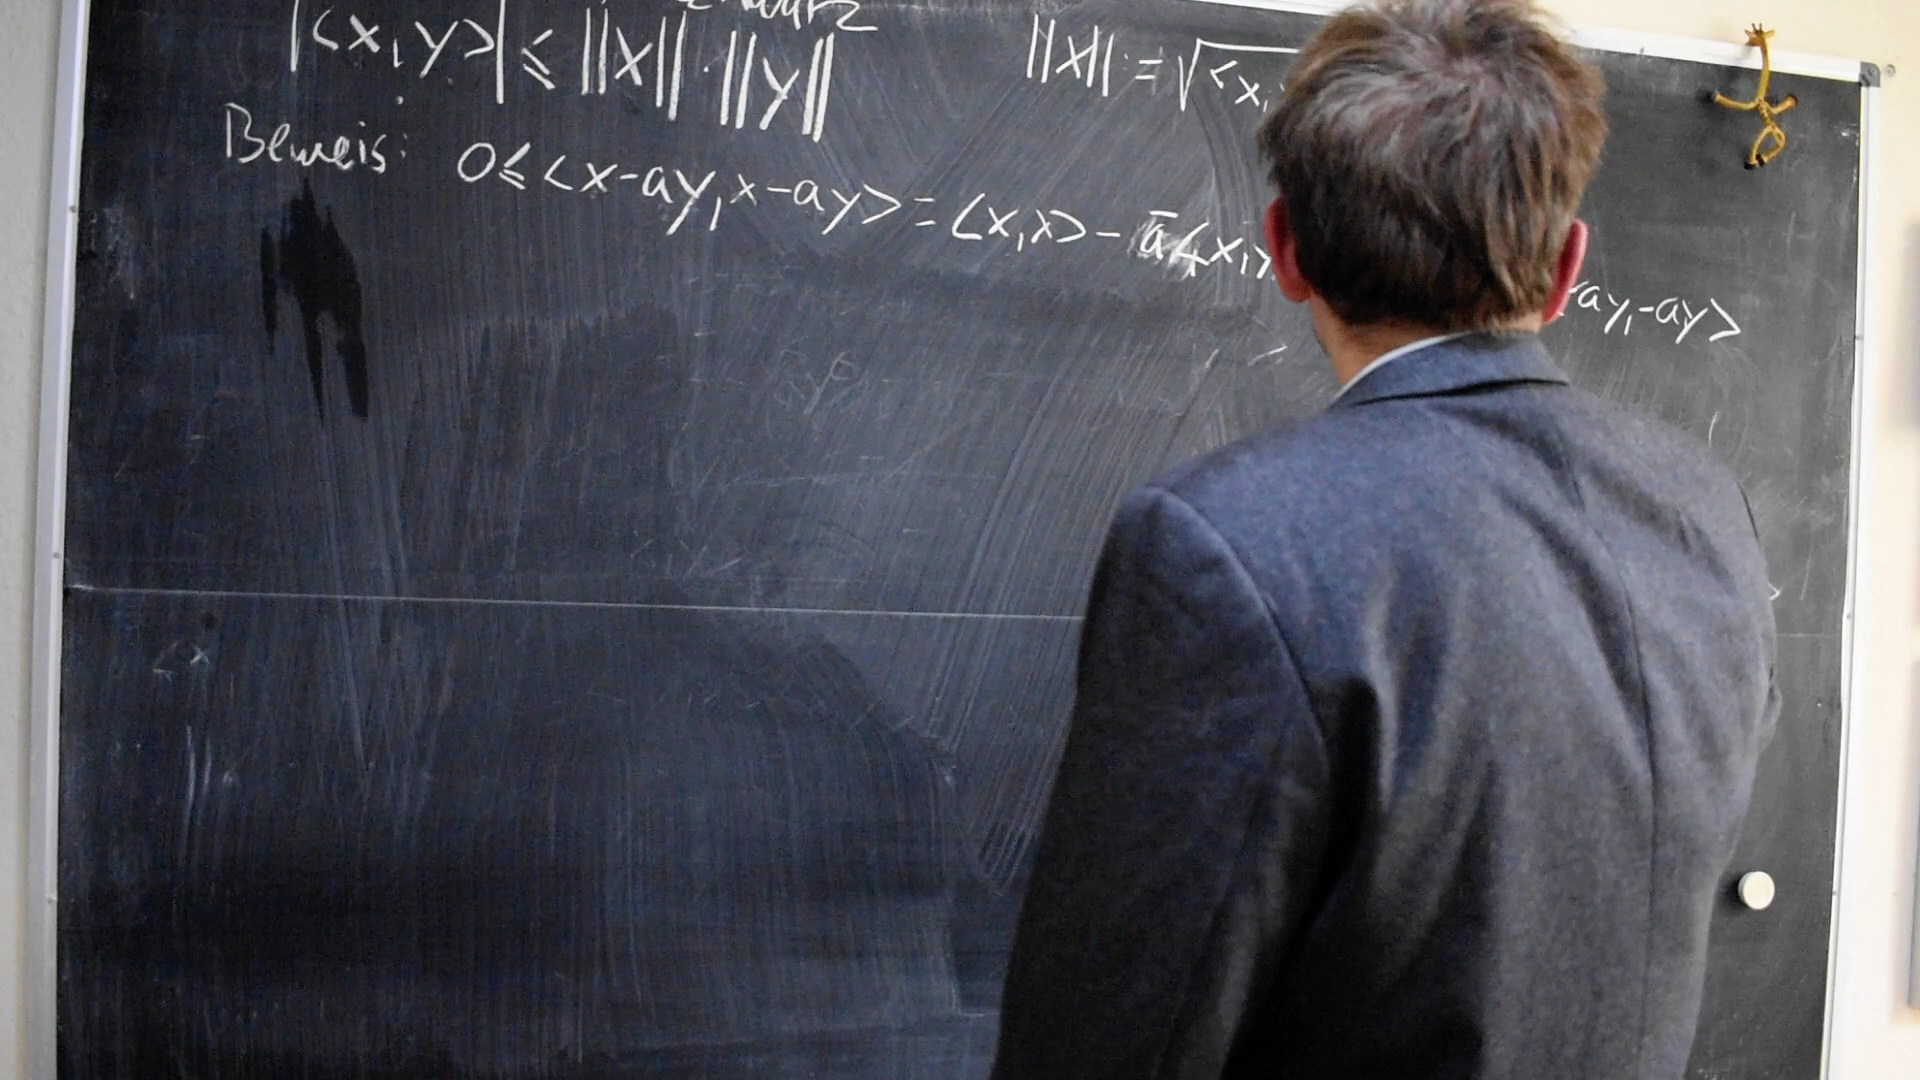 |<x,y>| ≤ ||x|| · ||y||
||x|| = √<x,
Beweis: 0 ≤ <x-ay, x-ay> = <x,x> - ā<x,y
-ay,-ay>
<x